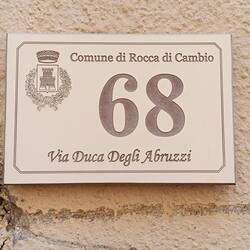 Comune di Rocca di Cambio
68
Via Duca Degli Abruzzi